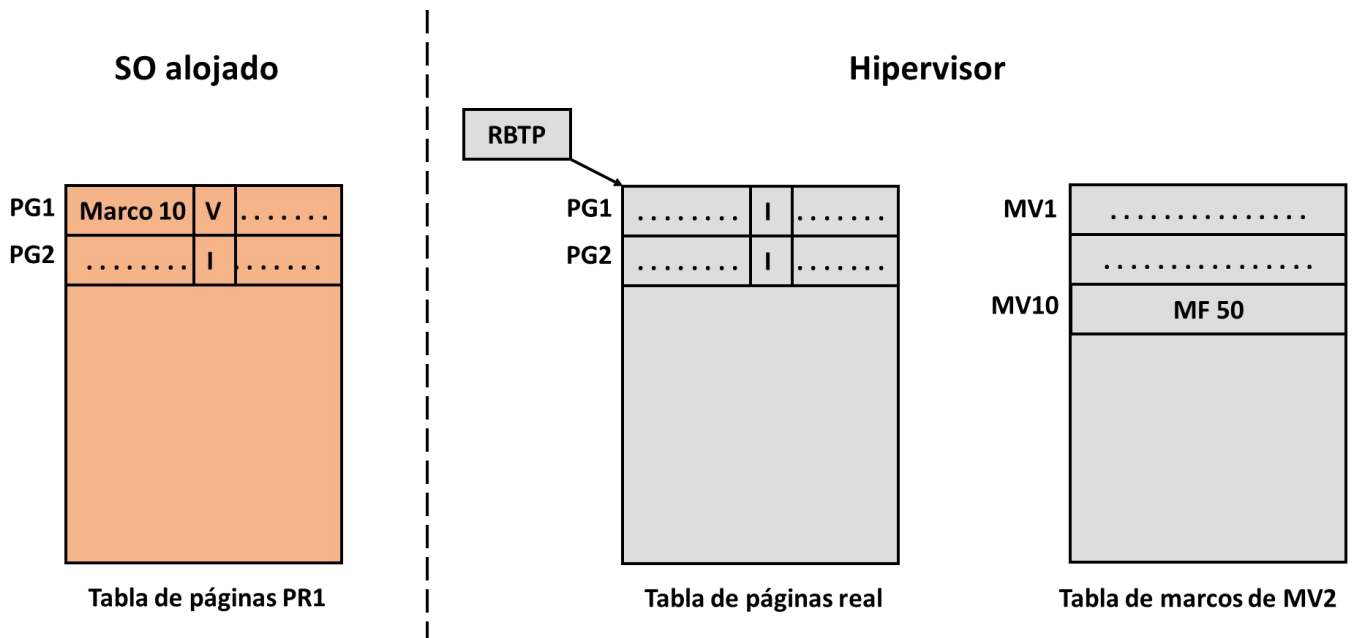 SO alojado
Hipervisor
RBTP
PG1 Marco 10 V .......
PG2 ........ I .......
Tabla de páginas PR1
PG1 ........ I .......
PG2 ........ I .......
Tabla de páginas real
MV1 ...............
................
MV10 MF 50
Tabla de marcos de MV2